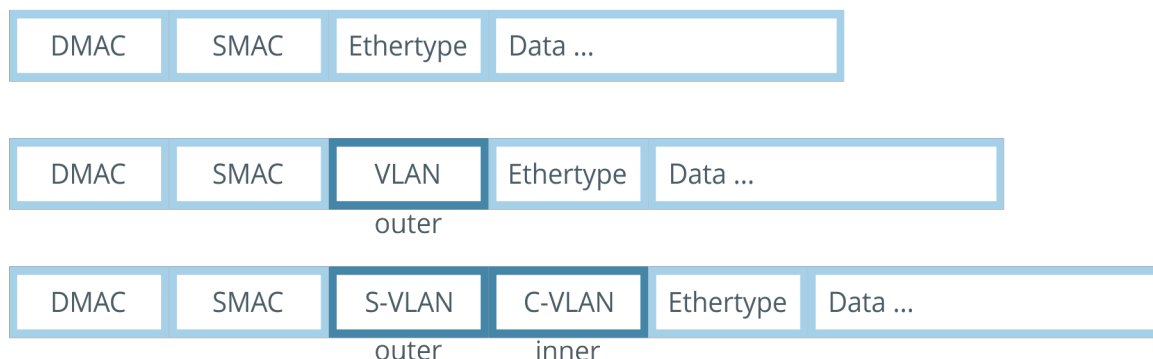 DMAC SMAC Ethertype Data ...
DMAC SMAC VLAN Ethertype Data ...
outer
DMAC SMAC S-VLAN C-VLAN Ethertype Data ...
outer inner